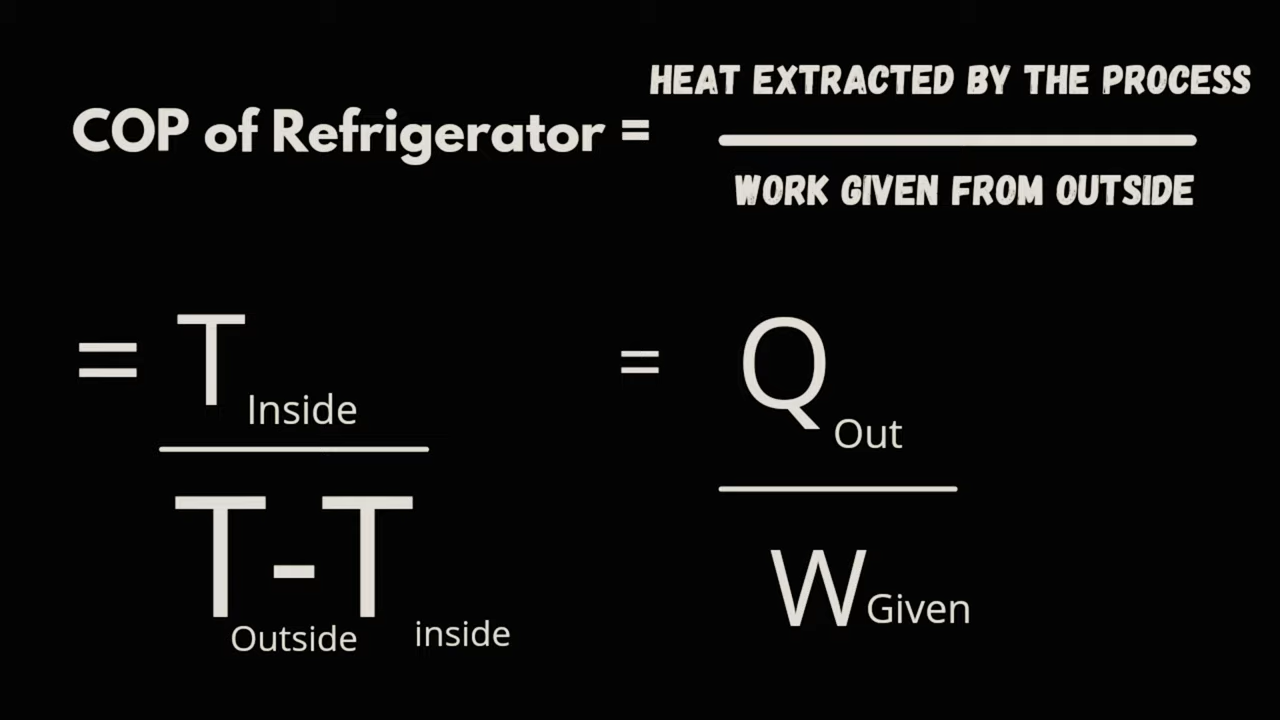 HEAT EXTRACTED BY THE PROCESS
COP of Refrigerator =
WORK GIVEN FROM OUTSIDE
= T Inside
T-T
Outside inside
= Q Out
W Given